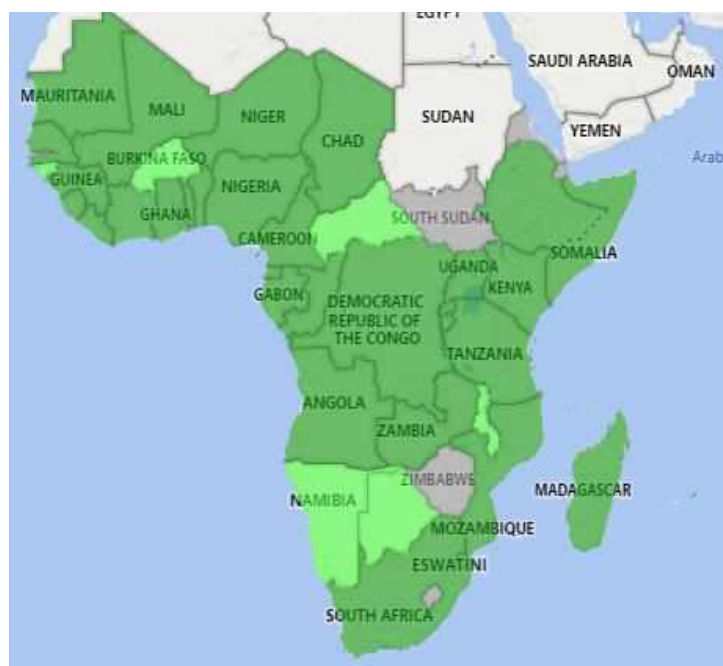 EGYPT
SAUDI ARABIA
OMAN
MAURITANIA
MALI
NIGER
SUDAN
YEMEN
CHAD
Arab
BURKINA FASO
GUINEA
NIGERIA
SOUTH SUDAN
GHANA
CAMEROON
SOMALIA
UGANDA
KENYA
GABON
DEMOCRATIC
REPUBLIC OF
THE CONGO
TANZANIA
ANGOLA
ZAMBIA
ZIMBABWE
MADAGASCAR
NAMIBIA
MOZAMBIQUE
ESWATINI
SOUTH AFRICA